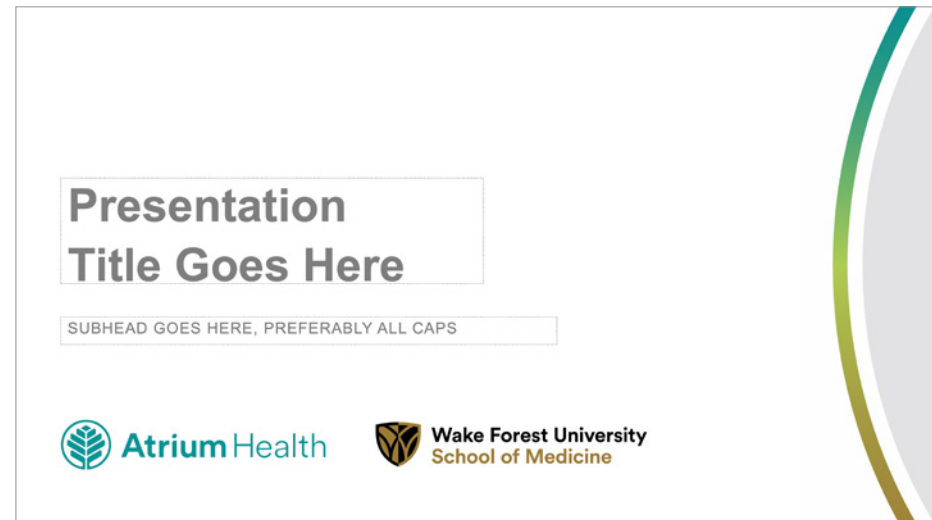 Presentation
Title Goes Here
SUBHEAD GOES HERE, PREFERABLY ALL CAPS
Atrium Health
Wake Forest University
School of Medicine